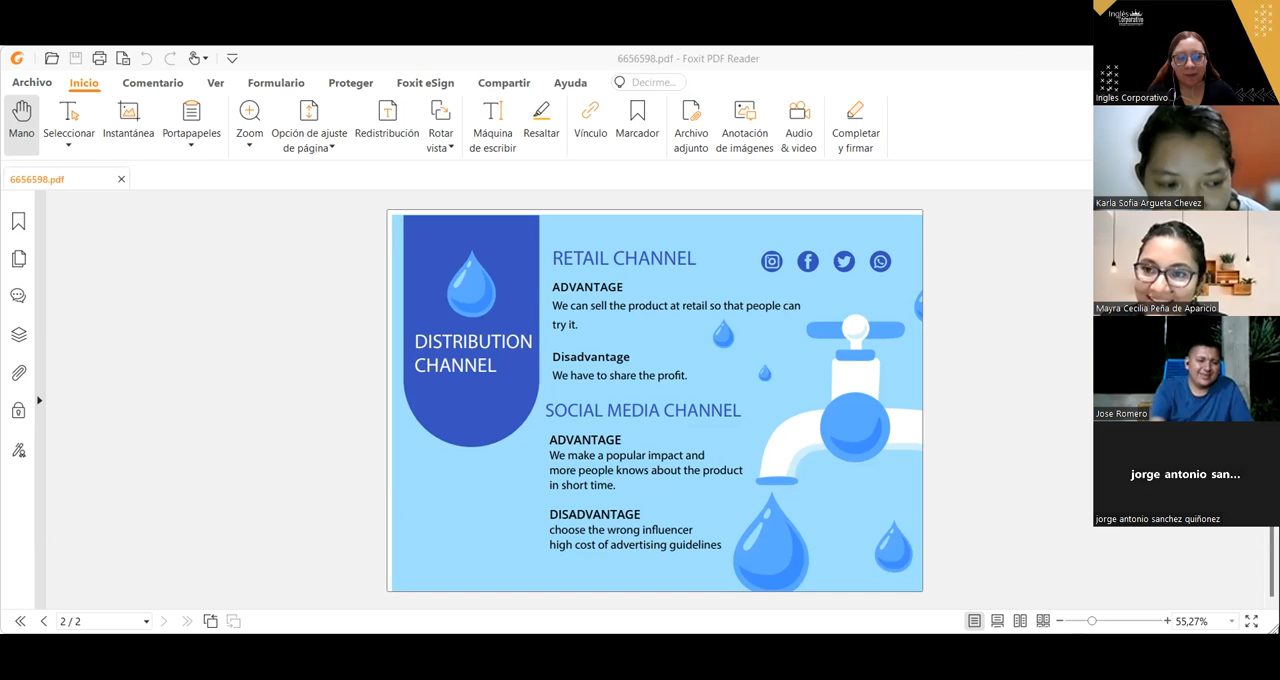 6656598.pdf - Foxit PDF Reader
Archivo Inicio Comentario Ver Formulario Proteger Foxit eSign Compartir Ayuda Decirme...
Mano Seleccionar Instantánea Portapapeles Zoom Opción de ajuste de página Redistribución Rotar vista Máquina de escribir Resaltar Vínculo Marcador Archivo adjunto Anotación de imágenes Audio & video Completar y firmar
6656598.pdf
DISTRIBUTION
CHANNEL
RETAIL CHANNEL
ADVANTAGE
We can sell the product at retail so that people can
try it.
Disadvantage
We have to share the profit.
SOCIAL MEDIA CHANNEL
ADVANTAGE
We make a popular impact and
more people knows about the product
in short time.
DISADVANTAGE
choose the wrong influencer
high cost of advertising guidelines
2 / 2
55,27%
Inglés
Corporativo
Ingles Corporativo
Karla Sofia Argueta Chevez
Mayra Cecilia Peña de Aparicio
Jose Romero
jorge antonio san...
jorge antonio sanchez quiñonez